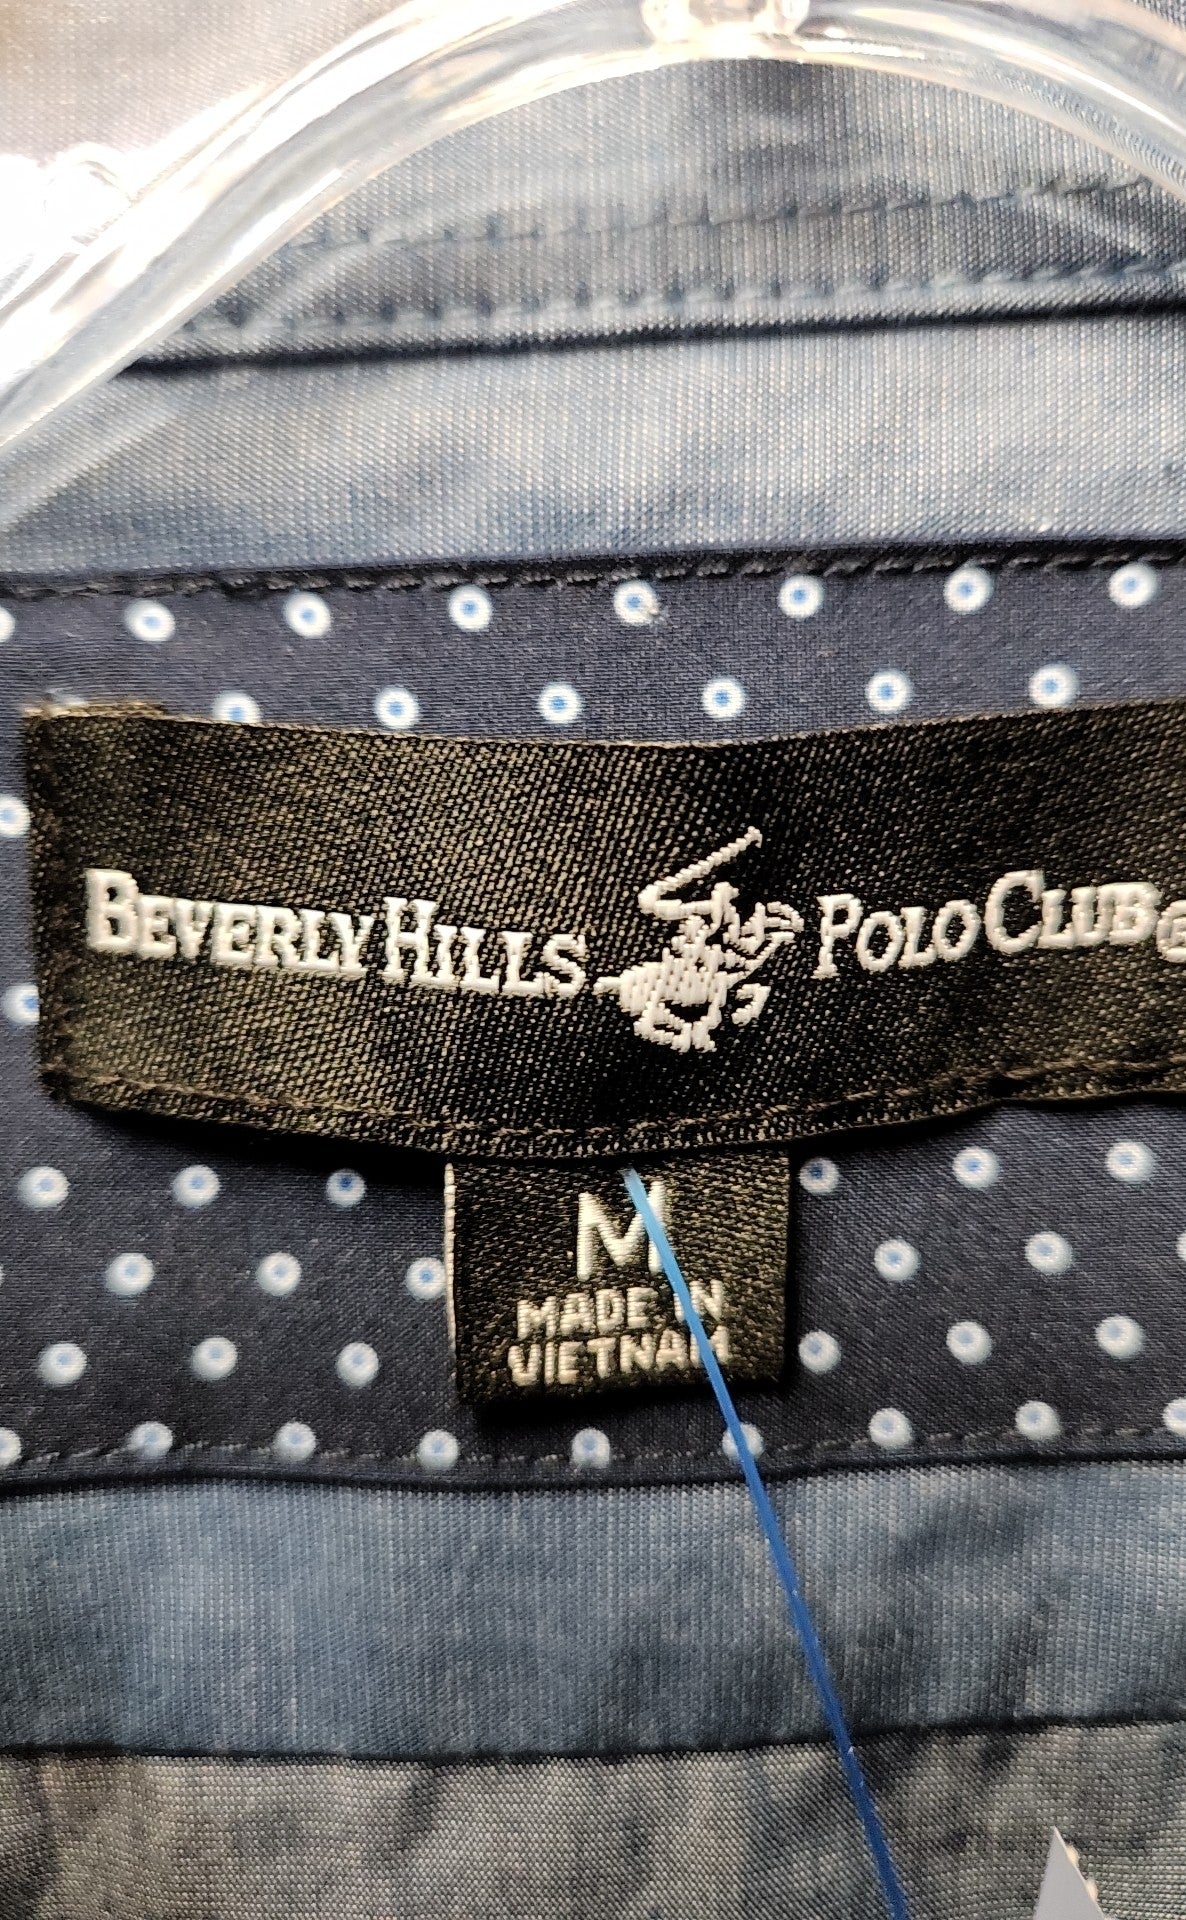 BEVERLY HILLS POLO CLUB®
M
MADE IN
VIETNAM